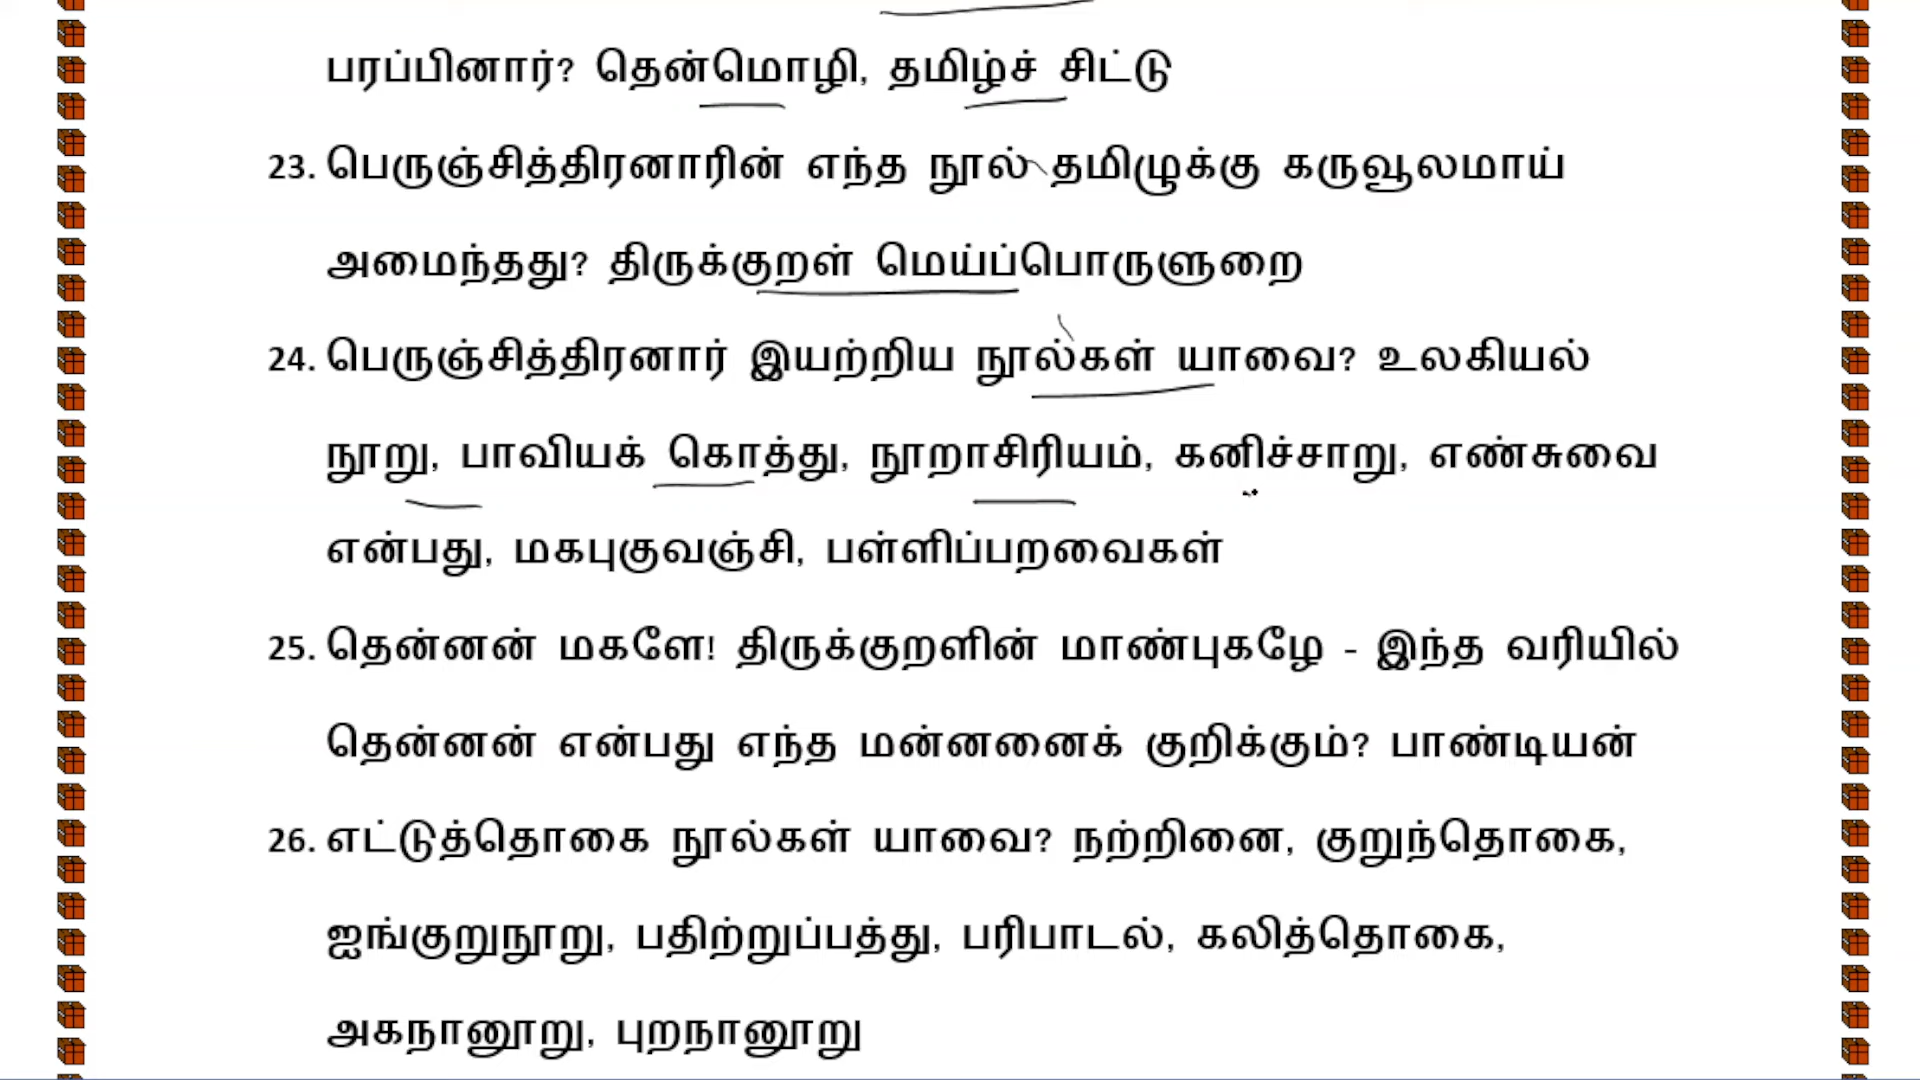 பரப்பினார்? தென்மொழி, தமிழ்ச் சிட்டு
23. பெருஞ்சித்திரனாரின் எந்த நூல் தமிழுக்கு கருவூலமாய்
அமைந்தது? திருக்குறள் மெய்ப்பொருளுறை
24. பெருஞ்சித்திரனார் இயற்றிய நூல்கள் யாவை? உலகியல்
நூறு, பாவியக் கொத்து, நூறாசிரியம், கனிச்சாறு, எண்சுவை
என்பது, மகபுகுவஞ்சி, பள்ளிப்பறவைகள்
25. தென்னன் மகளே! திருக்குறளின் மாண்புகழே - இந்த வரியில்
தென்னன் என்பது எந்த மன்னனைக் குறிக்கும்? பாண்டியன்
26. எட்டுத்தொகை நூல்கள் யாவை? நற்றினை, குறுந்தொகை,
ஐங்குறுநூறு, பதிற்றுப்பத்து, பரிபாடல், கலித்தொகை,
அகநானூறு, புறநானூறு